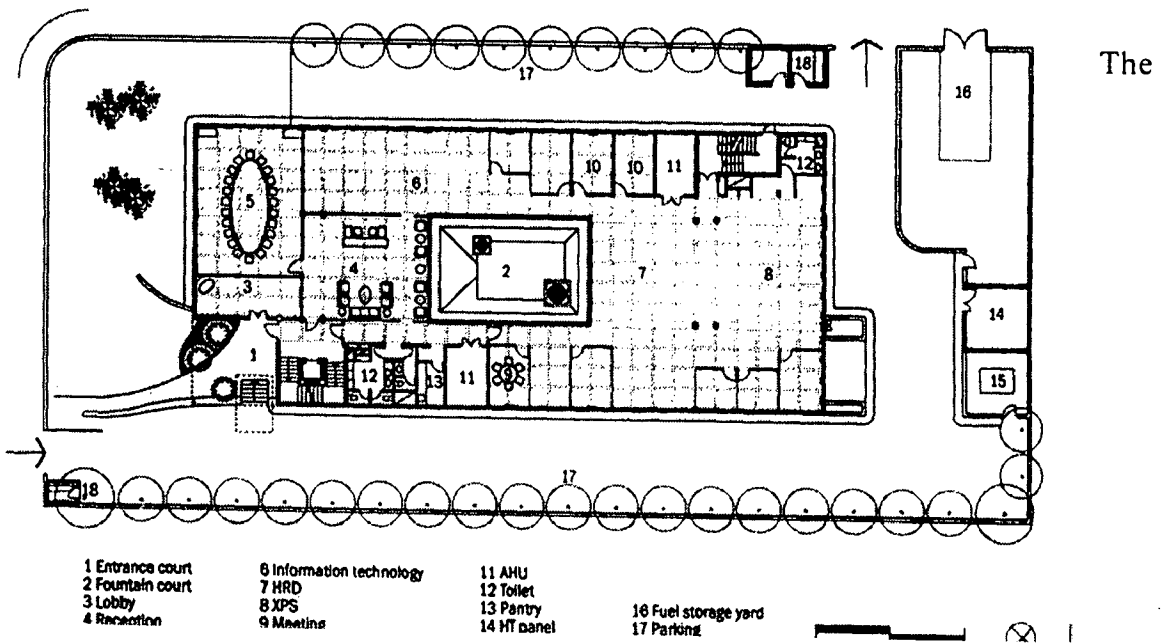 The
17
18
16
10
10
11
12
6
5
4
2
7
8
3
14
1
12
13
11
9
15
17
18
1 Entrance court
2 Fountain court
3 Lobby
4 Reception
6 Information technology
7 HRD
8 XPS
9 Meeting
11 AHU
12 Toilet
13 Pantry
14 HT panel
16 Fuel storage yard
17 Parking